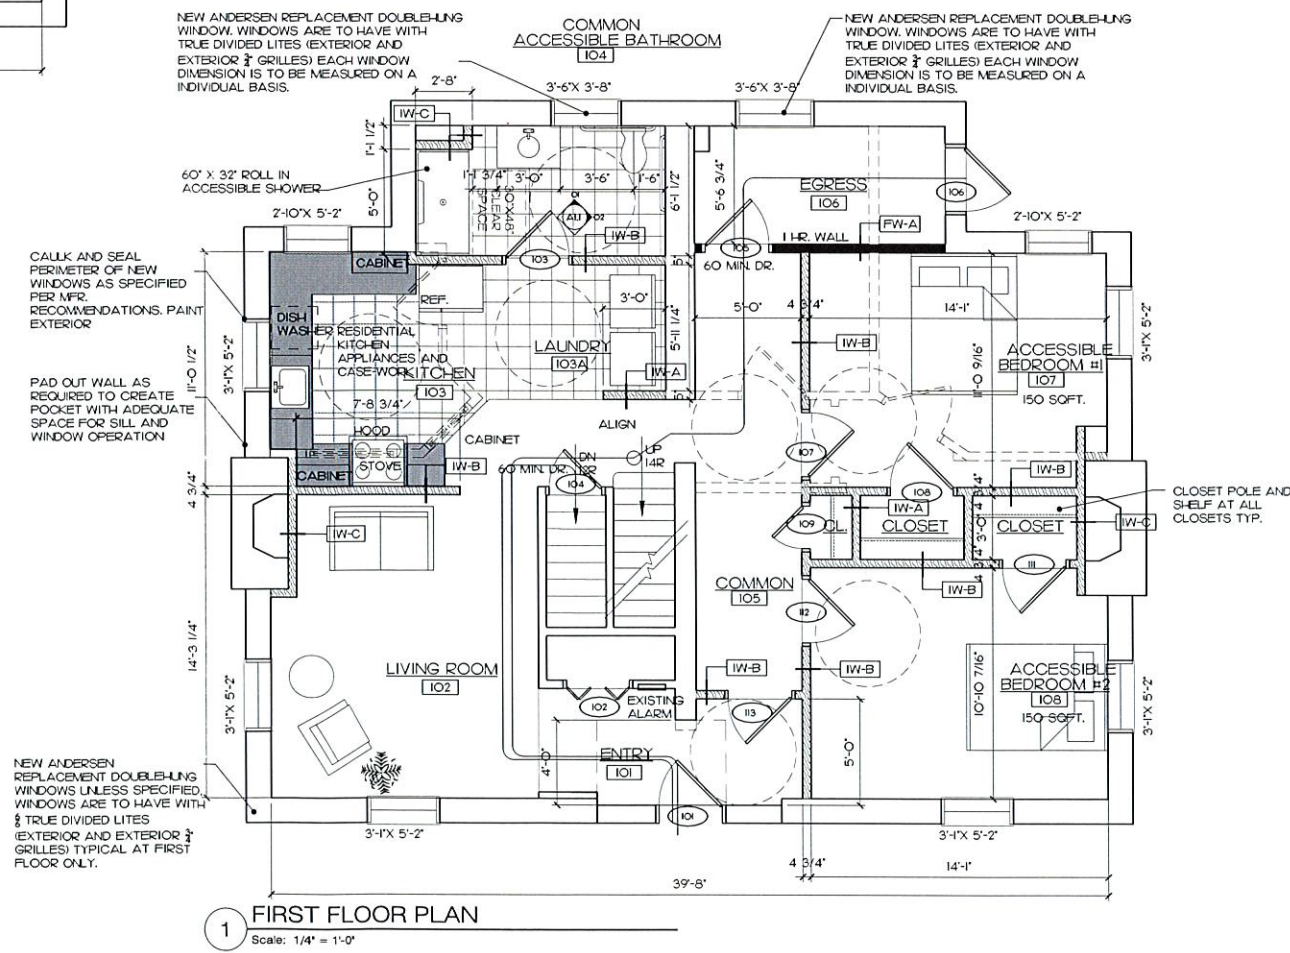 NEW ANDERSEN REPLACEMENT DOUBLEHUNG
WINDOW. WINDOWS ARE TO HAVE WITH
TRUE DIVIDED LITES (EXTERIOR AND
EXTERIOR ¾" GRILLES) EACH WINDOW
DIMENSION IS TO BE MEASURED ON A
INDIVIDUAL BASIS.
COMMON
ACCESSIBLE BATHROOM
104
NEW ANDERSEN REPLACEMENT DOUBLEHUNG
WINDOW. WINDOWS ARE TO HAVE WITH
TRUE DIVIDED LITES (EXTERIOR AND
EXTERIOR ¾" GRILLES) EACH WINDOW
DIMENSION IS TO BE MEASURED ON A
INDIVIDUAL BASIS.
2'-8"
3'-6"X 3'-8"
3'-6"X 3'-8"
IW-C
1'-1 1/2"
5'-0"
60" X 32" ROLL IN
ACCESSIBLE SHOWER
1'-1 3/4"
3'-0"
3'-6"
1'-6"
30"X48"
CLEAR
SPACE
01
A1.1
02
6'-1 1/2"
5'-6 3/4"
EGRESS
106
106
FW-A
1 HR. WALL
2'-10"X 5'-2"
2'-10"X 5'-2"
IW-B
103
105
60 MIN. DR.
CAULK AND SEAL
PERIMETER OF NEW
WINDOWS AS SPECIFIED
PER MFR.
RECOMMENDATIONS. PAINT
EXTERIOR
CABINET
REF.
3'-0"
5"
5'-0"
4 3/4"
14'-1"
DISH
WASHER
RESIDENTIAL
KITCHEN
APPLIANCES AND
CASE-WORK
KITCHEN
103
LAUNDRY
103A
5'-11 1/4"
IW-B
11'-0 9/16"
ACCESSIBLE
BEDROOM #1
107
150 SQFT.
3'-1"X 5'-2"
3'-1"X 5'-2"
11'-0 1/2"
PAD OUT WALL AS
REQUIRED TO CREATE
POCKET WITH ADEQUATE
SPACE FOR SILL AND
WINDOW OPERATION
IW-A
5"
7'-8 3/4"
HOOD
CABINET
ALIGN
STOVE
CABINET
IW-B
60 MIN. DR.
DN
104
UP
14R
107
108
IW-B
4 3/4"
IW-A
CLOSET POLE AND
SHELF AT ALL
CLOSETS TYP.
109
CL.
CLOSET
3'-0"
CLOSET
IW-C
IW-C
111
IW-B
COMMON
105
112
14'-3 1/4"
LIVING ROOM
102
IW-B
IW-B
10'-10 7/16"
ACCESSIBLE
BEDROOM #2
108
150 SQFT.
3'-1"X 5'-2"
3'-1"X 5'-2"
102
EXISTING
ALARM
113
ENTRY
101
4'-0"
5'-0"
NEW ANDERSEN
REPLACEMENT DOUBLEHUNG
WINDOWS UNLESS SPECIFIED.
WINDOWS ARE TO HAVE WITH
TRUE DIVIDED LITES
(EXTERIOR AND EXTERIOR ¾"
GRILLES) TYPICAL AT FIRST
FLOOR ONLY.
101
3'-1"X 5'-2"
3'-1"X 5'-2"
4 3/4"
14'-1"
39'-8"
1
FIRST FLOOR PLAN
Scale: 1/4" = 1'-0"